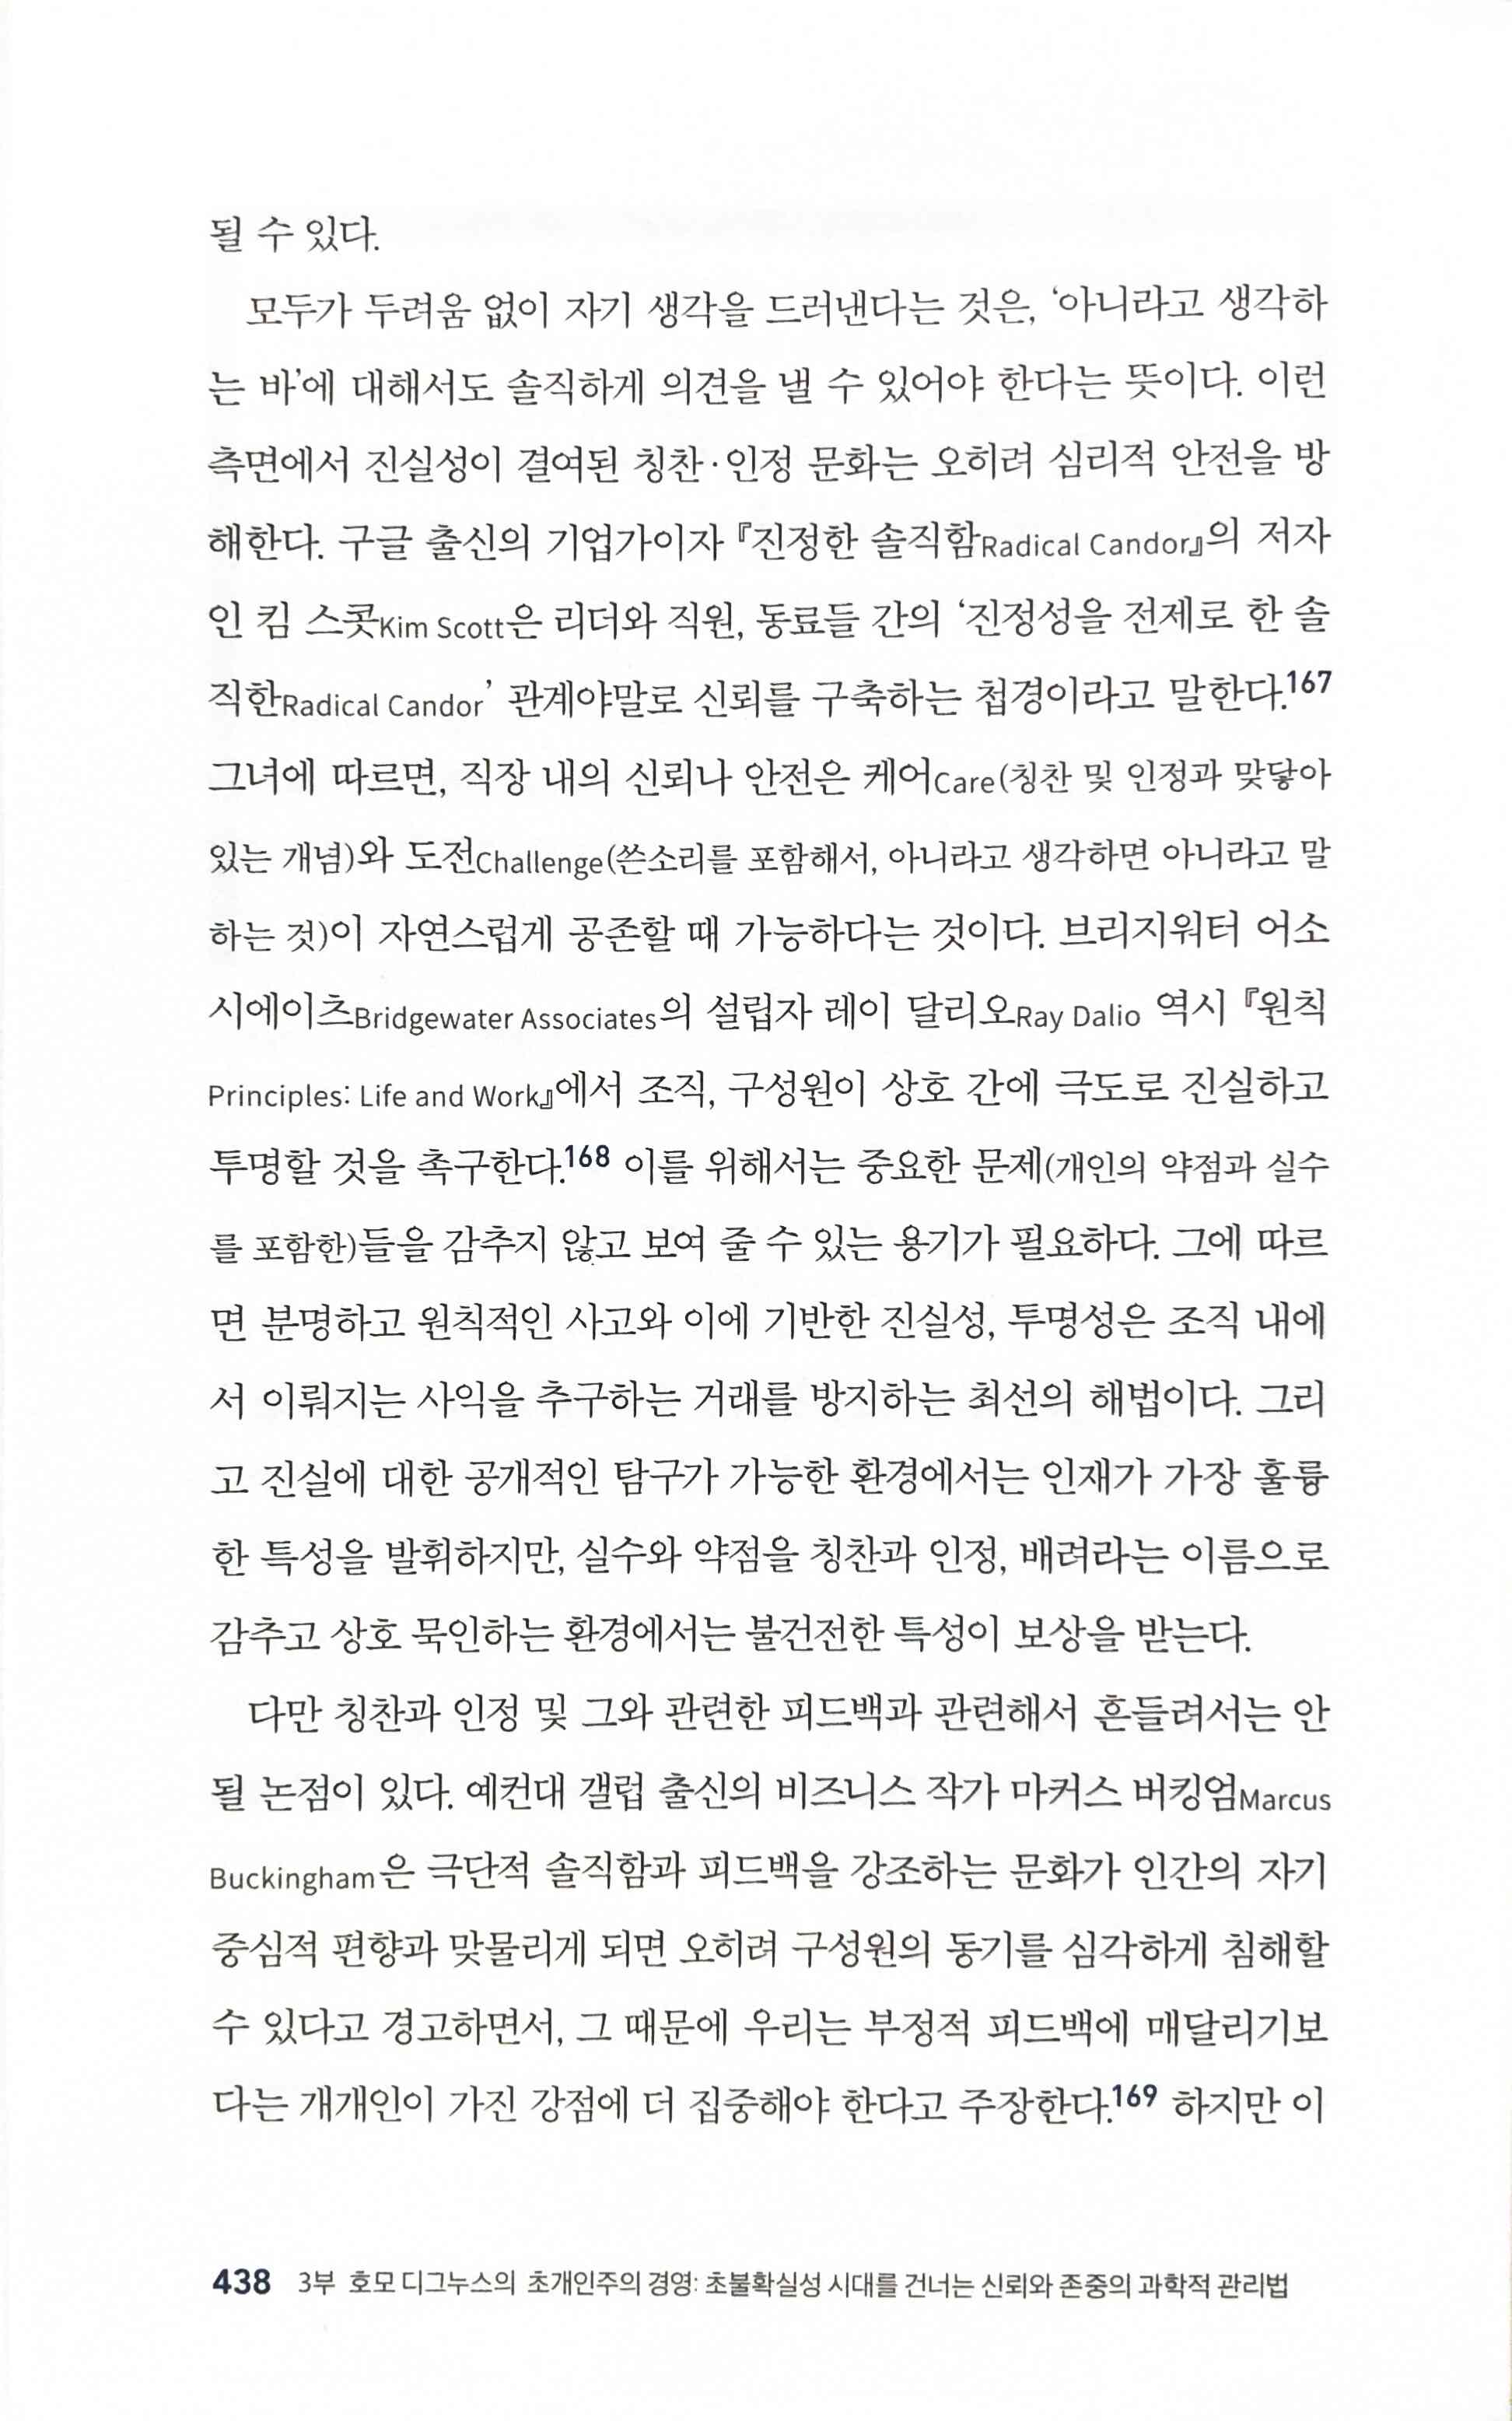 될 수 있다.
모두가 두려움 없이 자기 생각을 드러낸다는 것은, ‘아니라고 생각하
는 바’에 대해서도 솔직하게 의견을 낼 수 있어야 한다는 뜻이다. 이런
측면에서 진실성이 결여된 칭찬·인정 문화는 오히려 심리적 안전을 방
해한다. 구글 출신의 기업가이자 『진정한 솔직함Radical Candor』의 저자
인 킴 스콧Kim Scott은 리더와 직원, 동료들 간의 ‘진정성을 전제로 한 솔
직한Radical Candor’ 관계야말로 신뢰를 구축하는 첩경이라고 말한다.167
그녀에 따르면, 직장 내의 신뢰나 안전은 케어Care(칭찬 및 인정과 맞닿아
있는 개념)와 도전Challenge(쓴소리를 포함해서, 아니라고 생각하면 아니라고 말
하는 것)이 자연스럽게 공존할 때 가능하다는 것이다. 브리지워터 어소
시에이츠Bridgewater Associates의 설립자 레이 달리오Ray Dalio 역시 『원칙
Principles: Life and Work』에서 조직, 구성원이 상호 간에 극도로 진실하고
투명할 것을 촉구한다.168 이를 위해서는 중요한 문제(개인의 약점과 실수
를 포함한)들을 감추지 않고 보여 줄 수 있는 용기가 필요하다. 그에 따르
면 분명하고 원칙적인 사고와 이에 기반한 진실성, 투명성은 조직 내에
서 이뤄지는 사익을 추구하는 거래를 방지하는 최선의 해법이다. 그리
고 진실에 대한 공개적인 탐구가 가능한 환경에서는 인재가 가장 훌륭
한 특성을 발휘하지만, 실수와 약점을 칭찬과 인정, 배려라는 이름으로
감추고 상호 묵인하는 환경에서는 불건전한 특성이 보상을 받는다.
다만 칭찬과 인정 및 그와 관련한 피드백과 관련해서 흔들려서는 안
될 논점이 있다. 예컨대 갤럽 출신의 비즈니스 작가 마커스 버킹엄Marcus
Buckingham은 극단적 솔직함과 피드백을 강조하는 문화가 인간의 자기
중심적 편향과 맞물리게 되면 오히려 구성원의 동기를 심각하게 침해할
수 있다고 경고하면서, 그 때문에 우리는 부정적 피드백에 매달리기보
다는 개개인이 가진 강점에 더 집중해야 한다고 주장한다.169 하지만 이
438 3부 호모 디그누스의 초개인주의 경영: 초불확실성 시대를 건너는 신뢰와 존중의 과학적 관리법